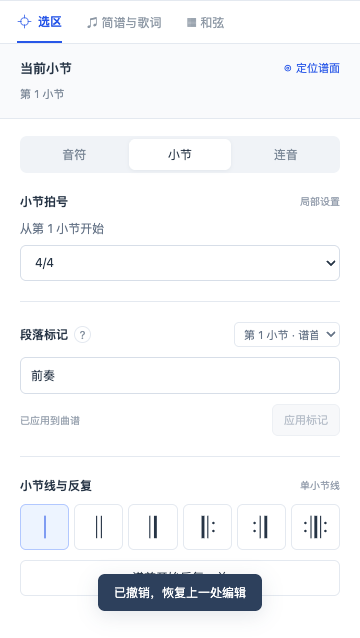 选区 简谱与歌词 和弦
当前小节 定位谱面
第 1 小节
音符 小节 连音
小节拍号 局部设置
从第 1 小节开始
4/4
段落标记 ? 第 1 小节 · 谱首
前奏
已应用到曲谱 应用标记
小节线与反复 单小节线
已撤销，恢复上一处编辑